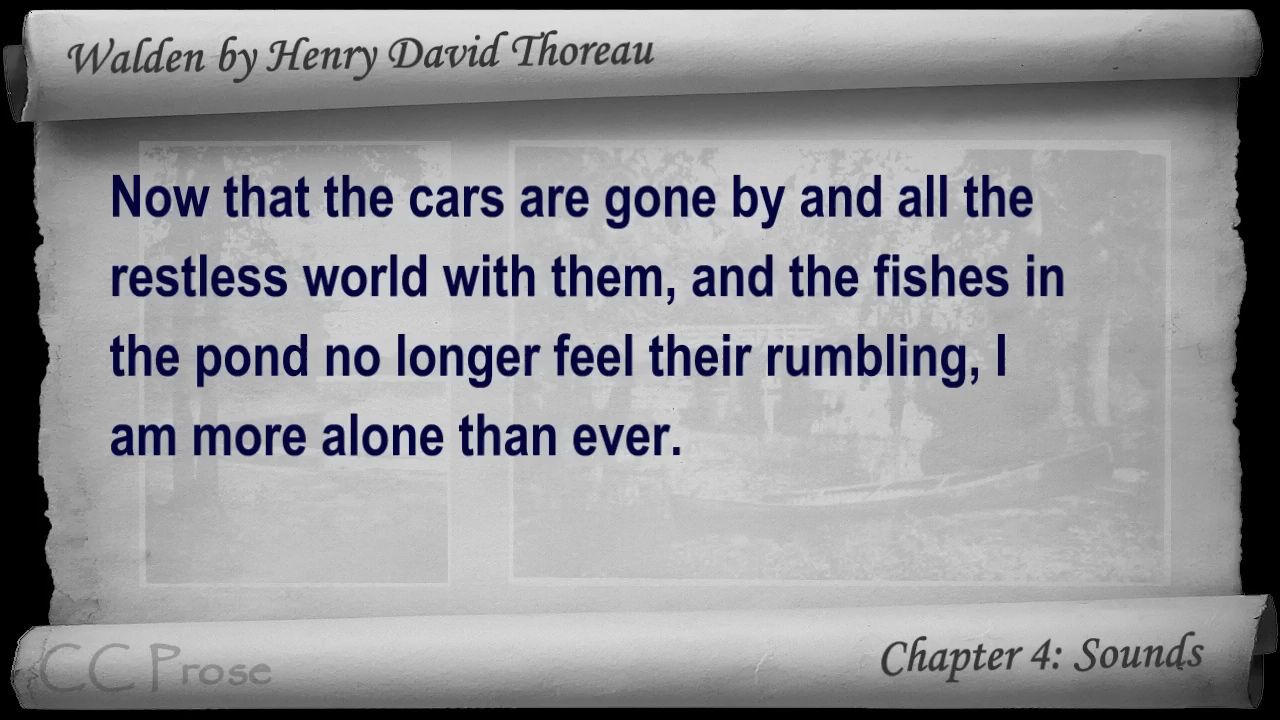 Walden by Henry David Thoreau
Now that the cars are gone by and all the
restless world with them, and the fishes in
the pond no longer feel their rumbling, I
am more alone than ever.
CC Prose
Chapter 4: Sounds